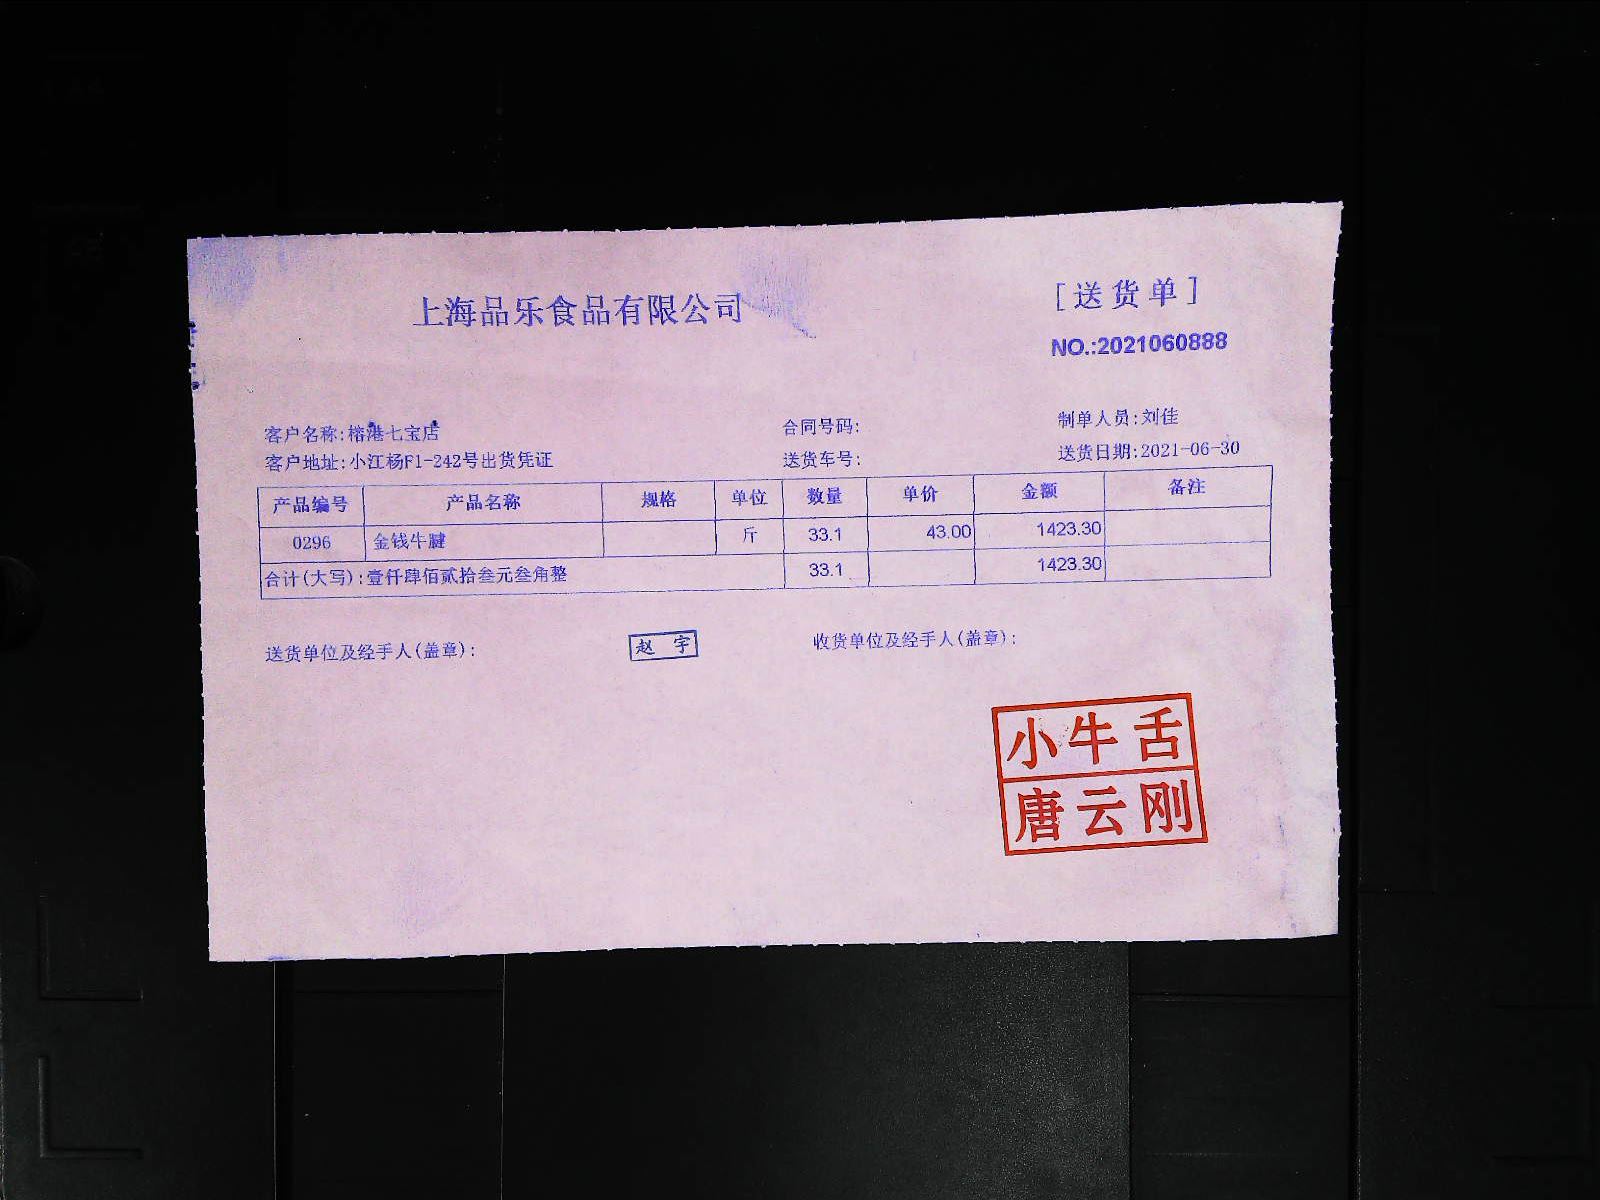 上海品乐食品有限公司
[送货单]
NO.:2021060888
客户名称:榕港七宝店 合同号码: 制单人员:刘佳
客户地址:小江杨F1-242号出货凭证 送货车号: 送货日期:2021-06-30
产品编号 产品名称 规格 单位 数量 单价 金额 备注
0296 金钱牛腱 斤 33.1 43.00 1423.30
合计(大写):壹仟肆佰贰拾叁元叁角整 33.1 1423.30
送货单位及经手人(盖章): 赵 宇 收货单位及经手人(盖章):
小牛舌
唐云刚